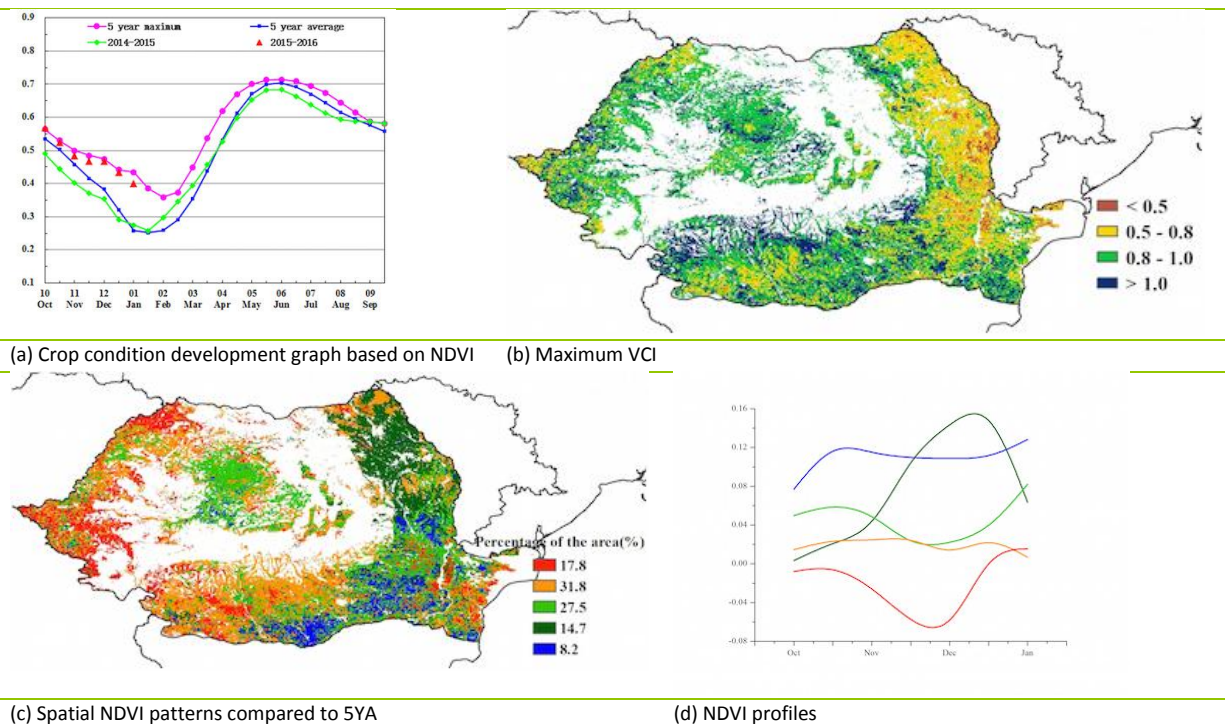 0.9
0.8
0.7
0.6
0.5
0.4
0.3
0.2
0.1
5 year maximum
5 year average
2014-2015
2015-2016
10 11 12 01 02 03 04 05 06 07 08 09
Oct Nov Dec Jan Feb Mar Apr May Jun Jul Aug Sep
< 0.5
0.5 - 0.8
0.8 - 1.0
> 1.0
(a) Crop condition development graph based on NDVI
(b) Maximum VCI
Percentage of the area(%)
17.8
31.8
27.5
14.7
8.2
0.16
0.12
0.08
0.04
0.00
-0.04
-0.08
Oct Nov Dec Jan
(c) Spatial NDVI patterns compared to 5YA
(d) NDVI profiles